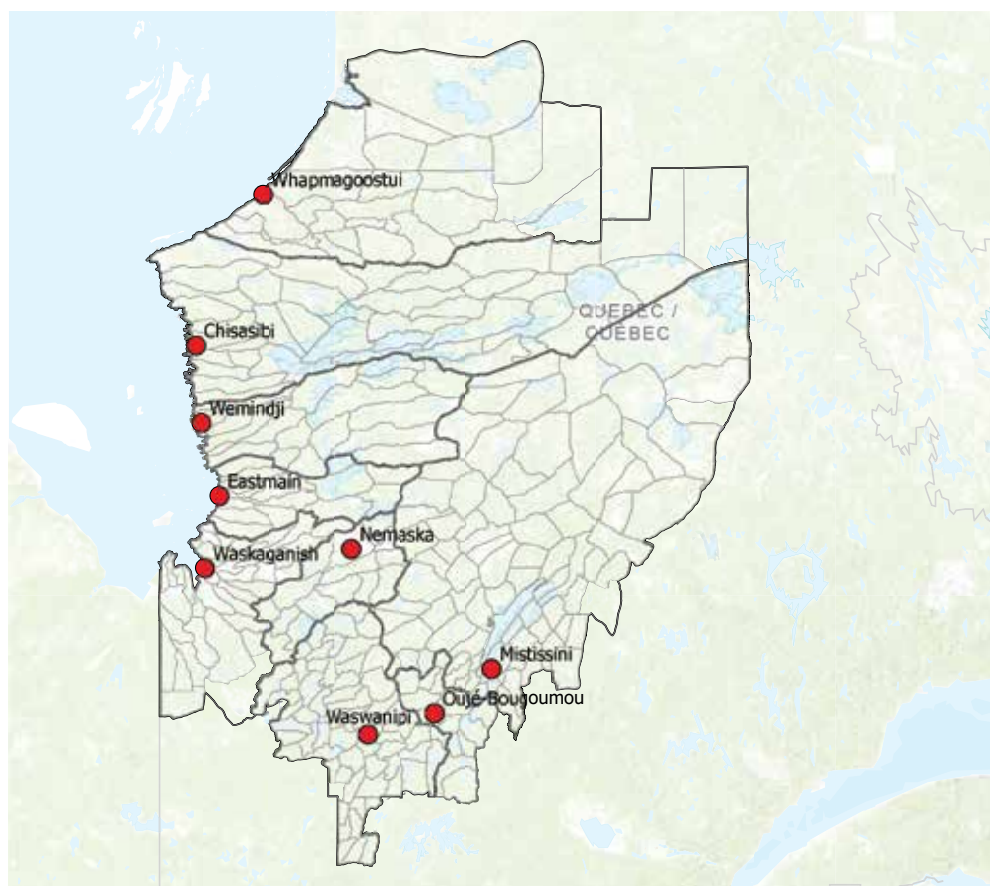 Whapmagoostui
QUEBEC /
QUÉBEC
Chisasibi
Wemindji
Eastmain
Nemaska
Waskaganish
Mistissini
Oujé-Bougoumou
Waswanipi